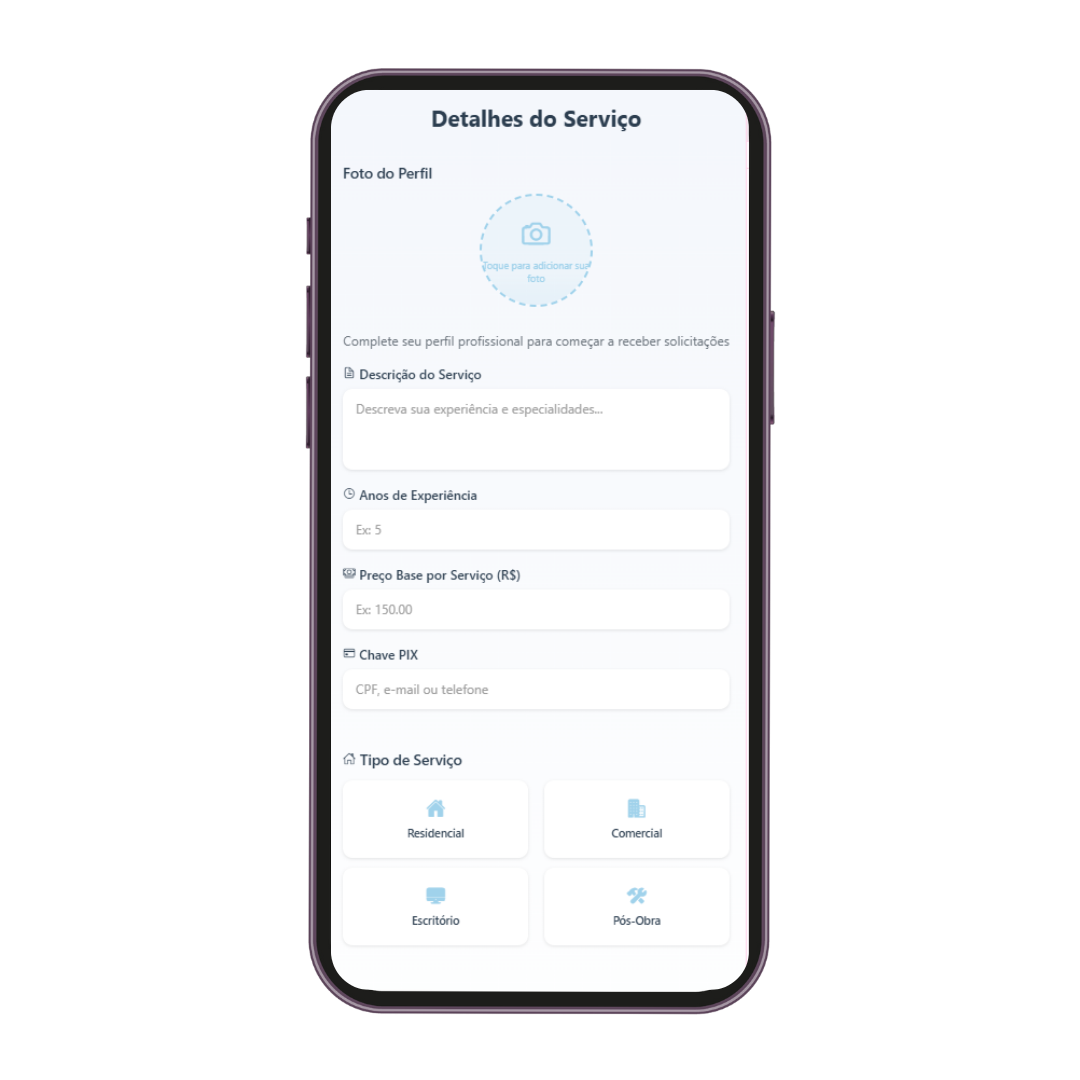 Detalhes do Serviço
Foto do Perfil
Toque para adicionar sua
foto
Complete seu perfil profissional para começar a receber solicitações
Descrição do Serviço
Descreva sua experiência e especialidades...
Anos de Experiência
Ex: 5
Preço Base por Serviço (R$)
Ex: 150.00
Chave PIX
CPF, e-mail ou telefone
Tipo de Serviço
Residencial
Comercial
Escritório
Pós-Obra